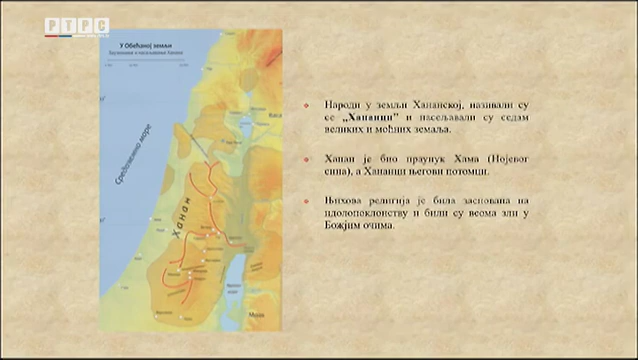 РТРС
У Обећаној земљи
Средоземно море
Ханан
Моав
Народи у земљи Хананској, називали су
се „Хананци" и насељавали су седам
великих и моћних земаља.
Ханан је био праунук Хама (Нојевог
сина), а Хананци његови потомци.
Њихова религија је била заснована на
идолопоклонству и били су веома зли у
Божјим очима.